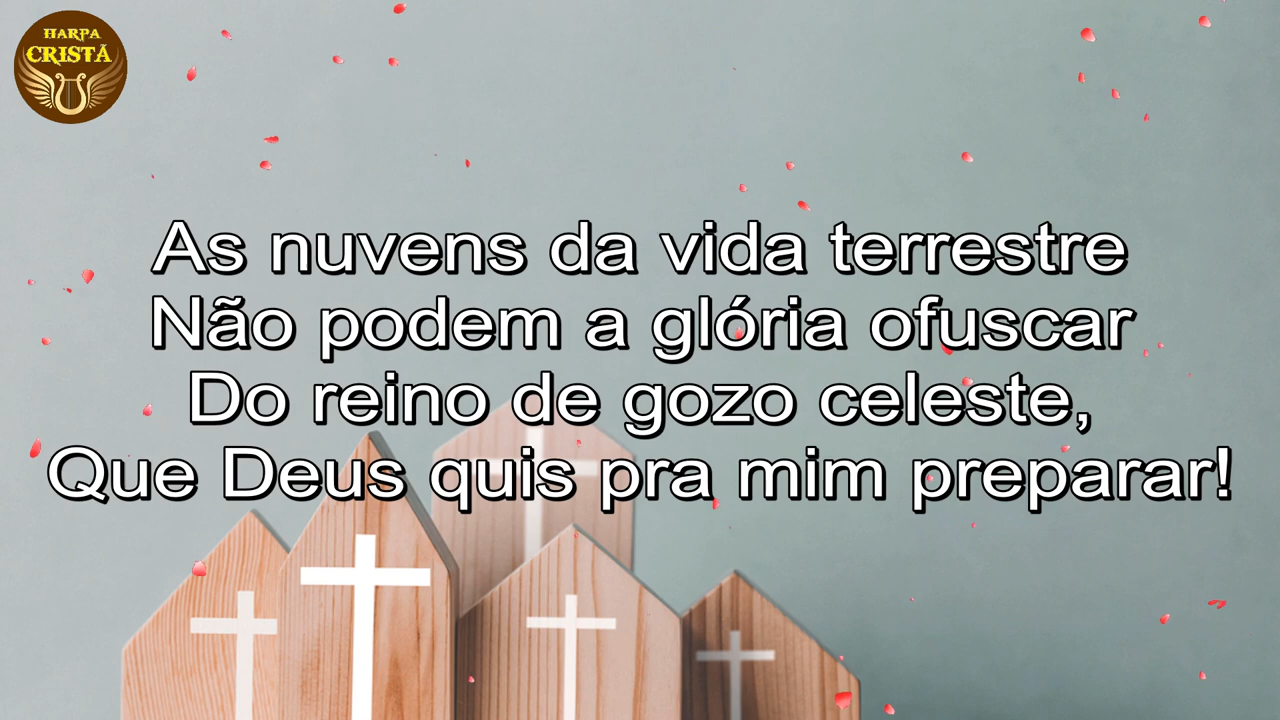 HARPA
CRISTÃ
As nuvens da vida terrestre
Não podem a glória ofuscar
Do reino de gozo celeste,
Que Deus quis pra mim preparar!